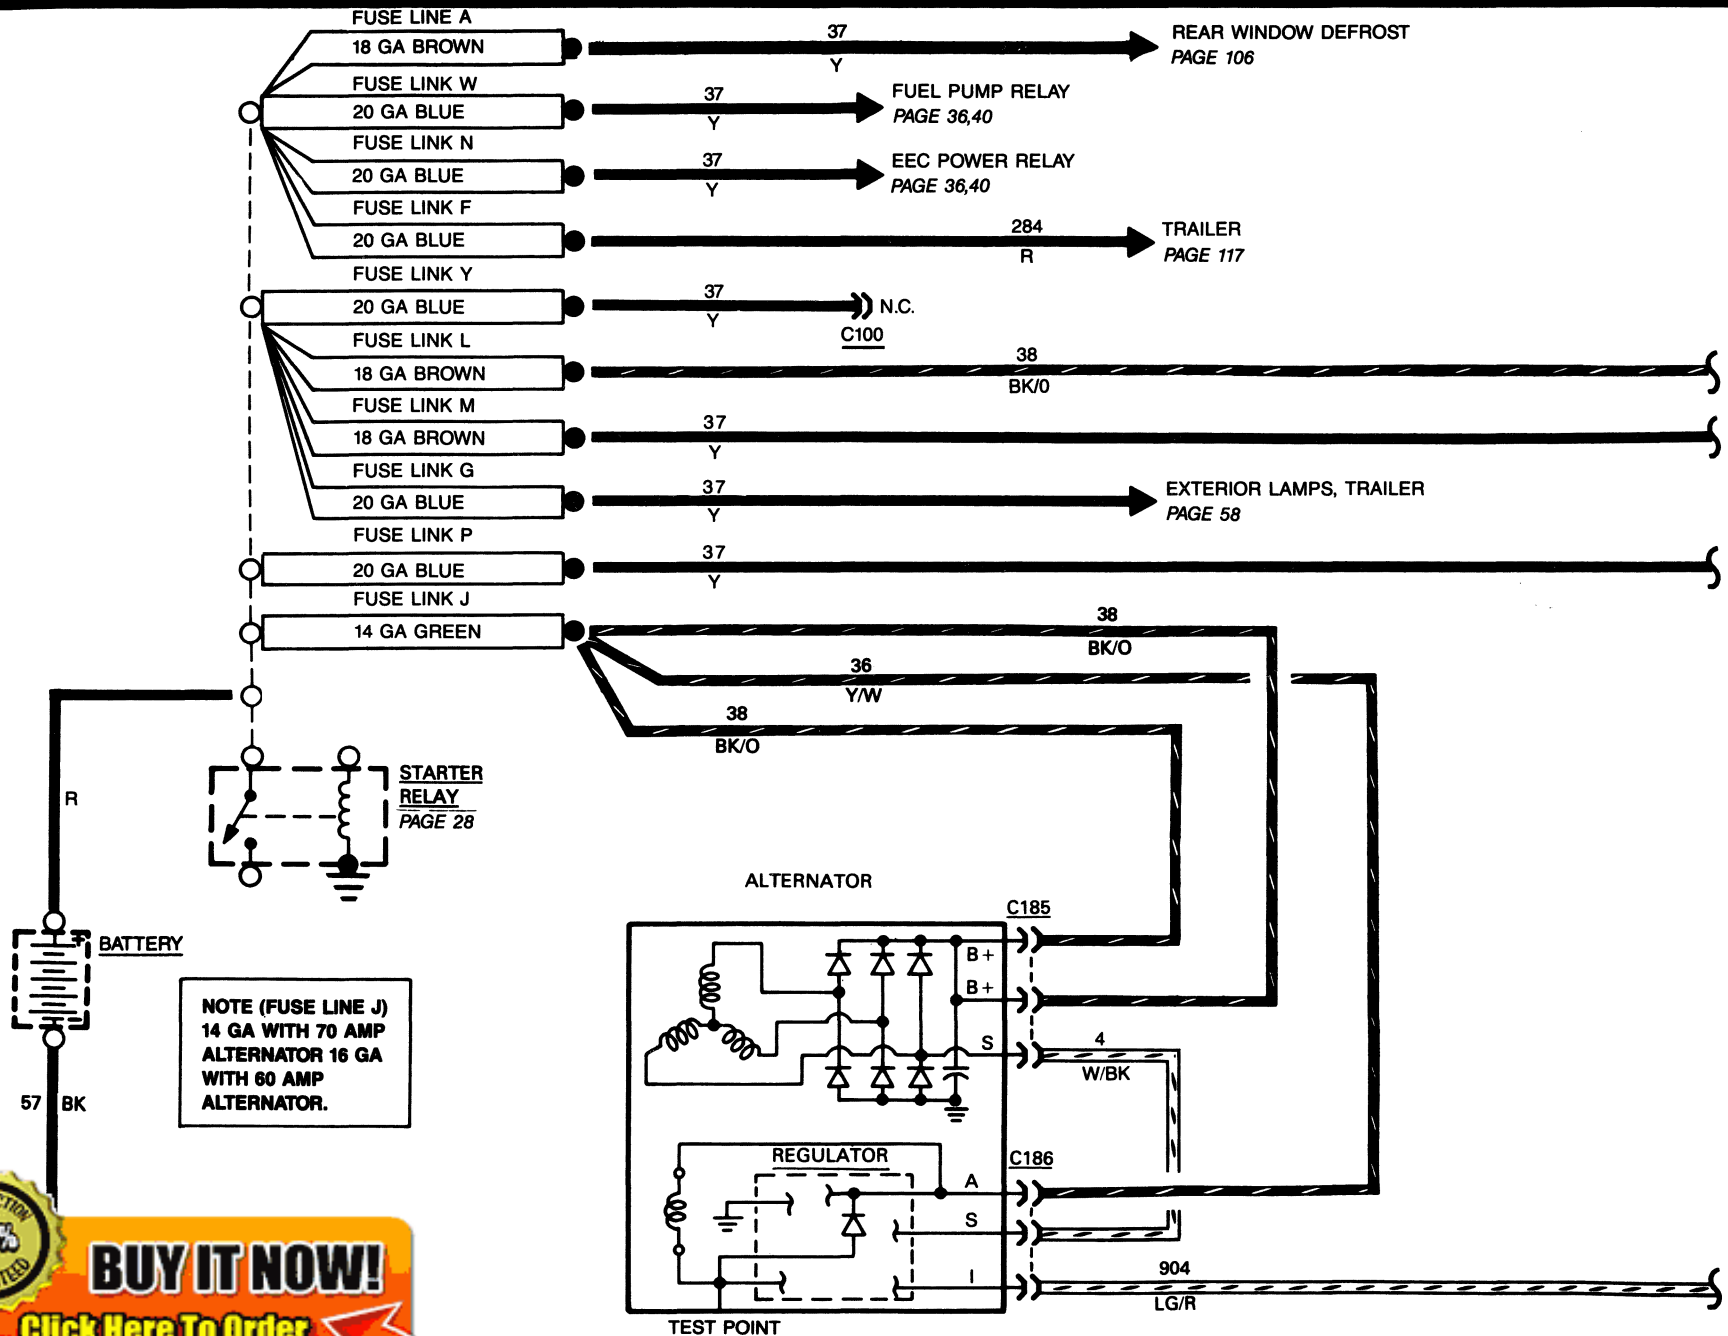 FUSE LINE A
18 GA BROWN
37
Y
REAR WINDOW DEFROST
PAGE 106
FUSE LINK W
20 GA BLUE
37
Y
FUEL PUMP RELAY
PAGE 36,40
FUSE LINK N
20 GA BLUE
37
Y
EEC POWER RELAY
PAGE 36,40
FUSE LINK F
20 GA BLUE
284
R
TRAILER
PAGE 117
FUSE LINK Y
20 GA BLUE
37
Y
N.C.
C100
FUSE LINK L
18 GA BROWN
38
BK/0
FUSE LINK M
18 GA BROWN
37
Y
FUSE LINK G
20 GA BLUE
37
Y
EXTERIOR LAMPS, TRAILER
PAGE 58
FUSE LINK P
20 GA BLUE
37
Y
FUSE LINK J
14 GA GREEN
38
BK/O
36
Y/W
38
BK/O
R
STARTER
RELAY
PAGE 28
ALTERNATOR
C185
B+
B+
S
4
W/BK
+
BATTERY
-
NOTE (FUSE LINE J)
14 GA WITH 70 AMP
ALTERNATOR 16 GA
WITH 60 AMP
ALTERNATOR.
57
BK
REGULATOR
C186
A
S
I
904
LG/R
TEST POINT
BUY IT NOW!
Click Here To Order